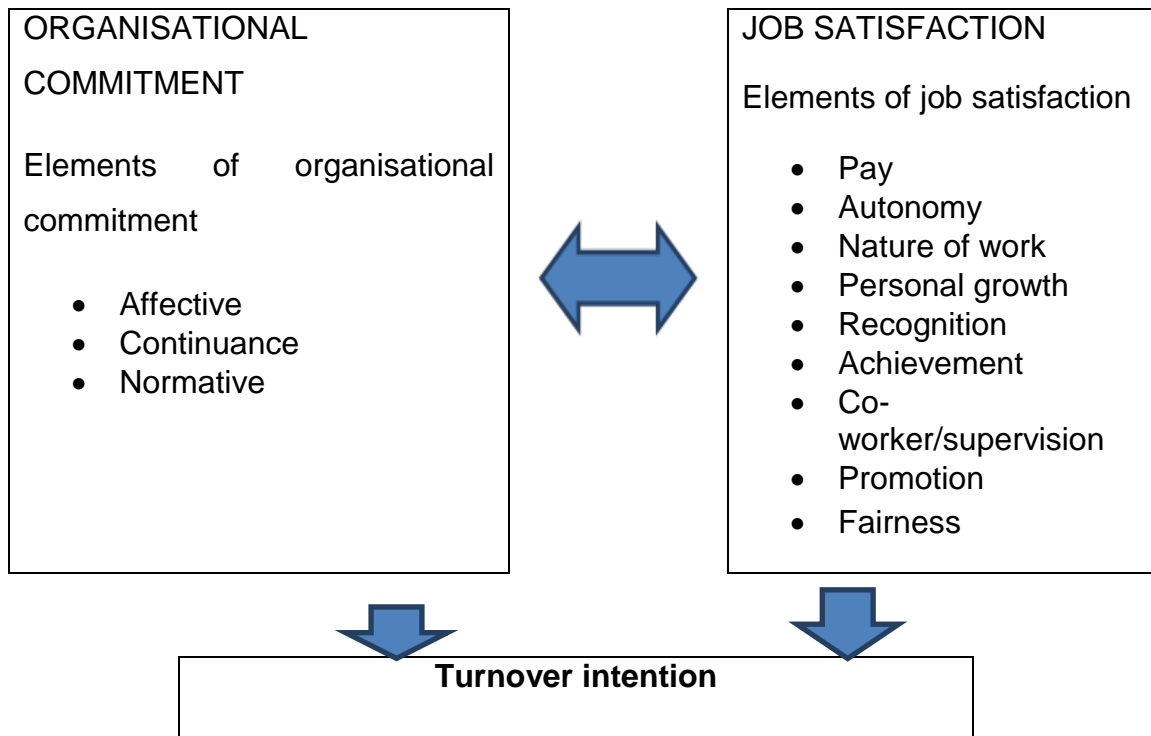 ORGANISATIONAL
COMMITMENT
Elements of organisational
commitment
• Affective
• Continuance
• Normative
JOB SATISFACTION
Elements of job satisfaction
• Pay
• Autonomy
• Nature of work
• Personal growth
• Recognition
• Achievement
• Co-
worker/supervision
• Promotion
• Fairness
Turnover intention